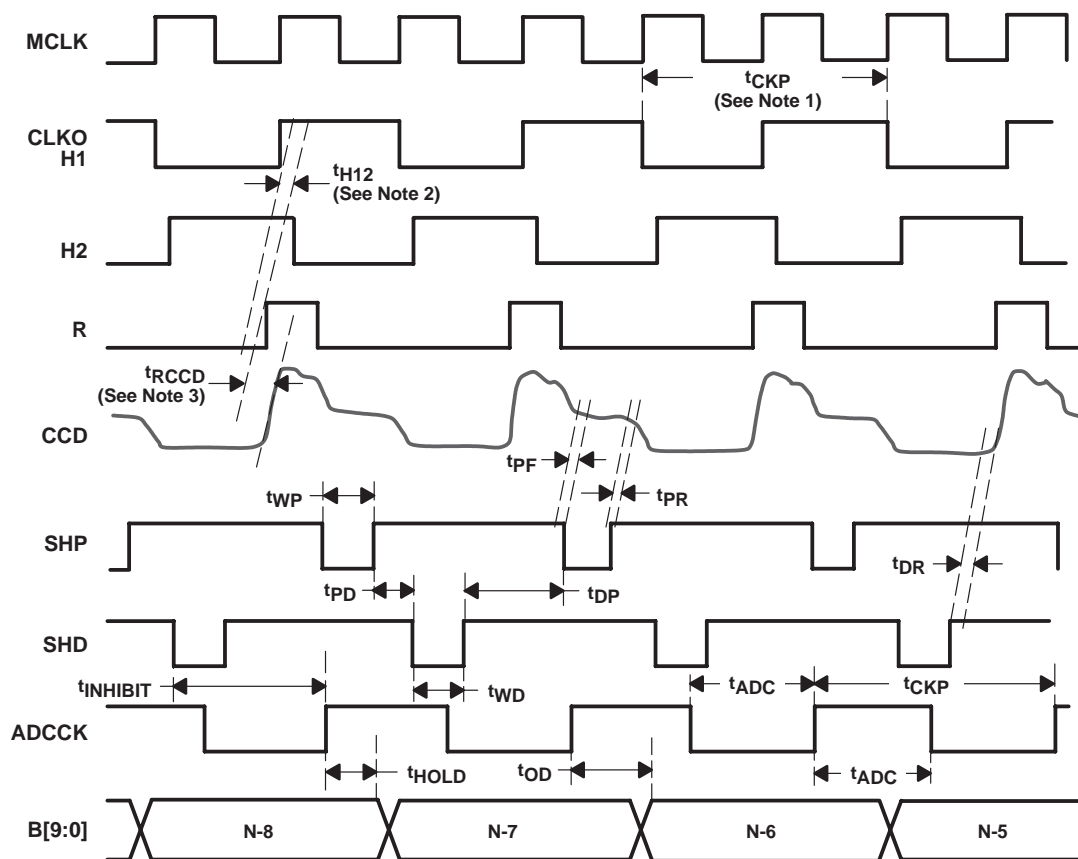 MCLK
tCKP
(See Note 1)
CLKO
H1
tH12
(See Note 2)
H2
R
tRCCD
(See Note 3)
CCD
tPF
tWP
tPR
SHP
tPD
tDP
tDR
SHD
tINHIBIT
tWD
tADC
tCKP
ADCCK
tHOLD
tOD
tADC
B[9:0]
N-8
N-7
N-6
N-5